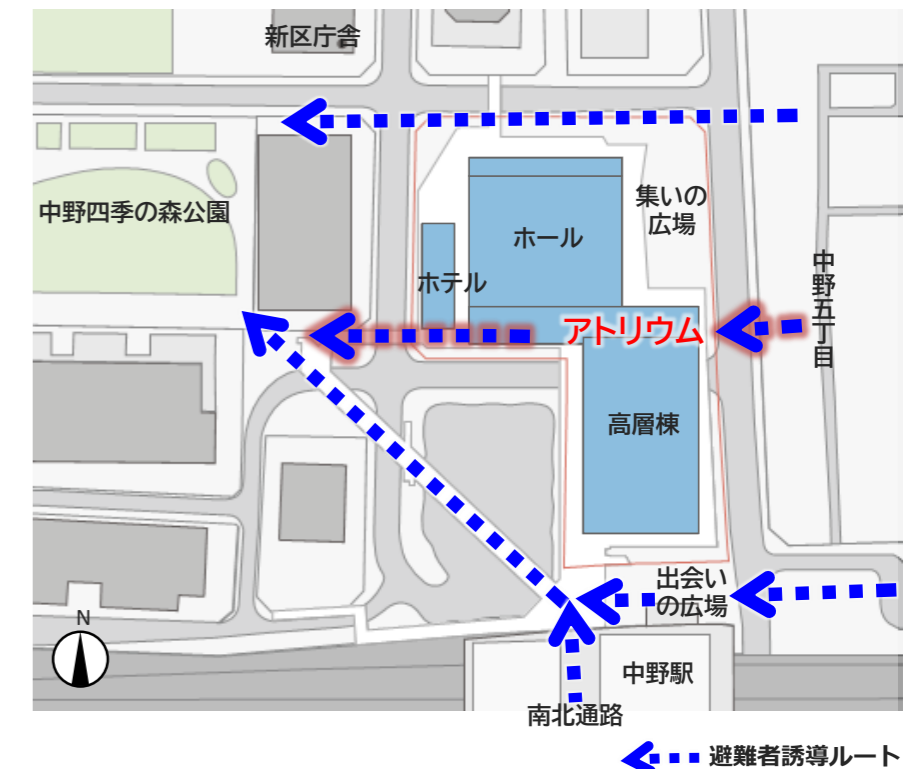 新区庁舎
中野四季の森公園
集いの
広場
ホール
ホテル
中野五丁目
アトリウム
高層棟
出会い
の広場
N
中野駅
南北通路
避難者誘導ルート